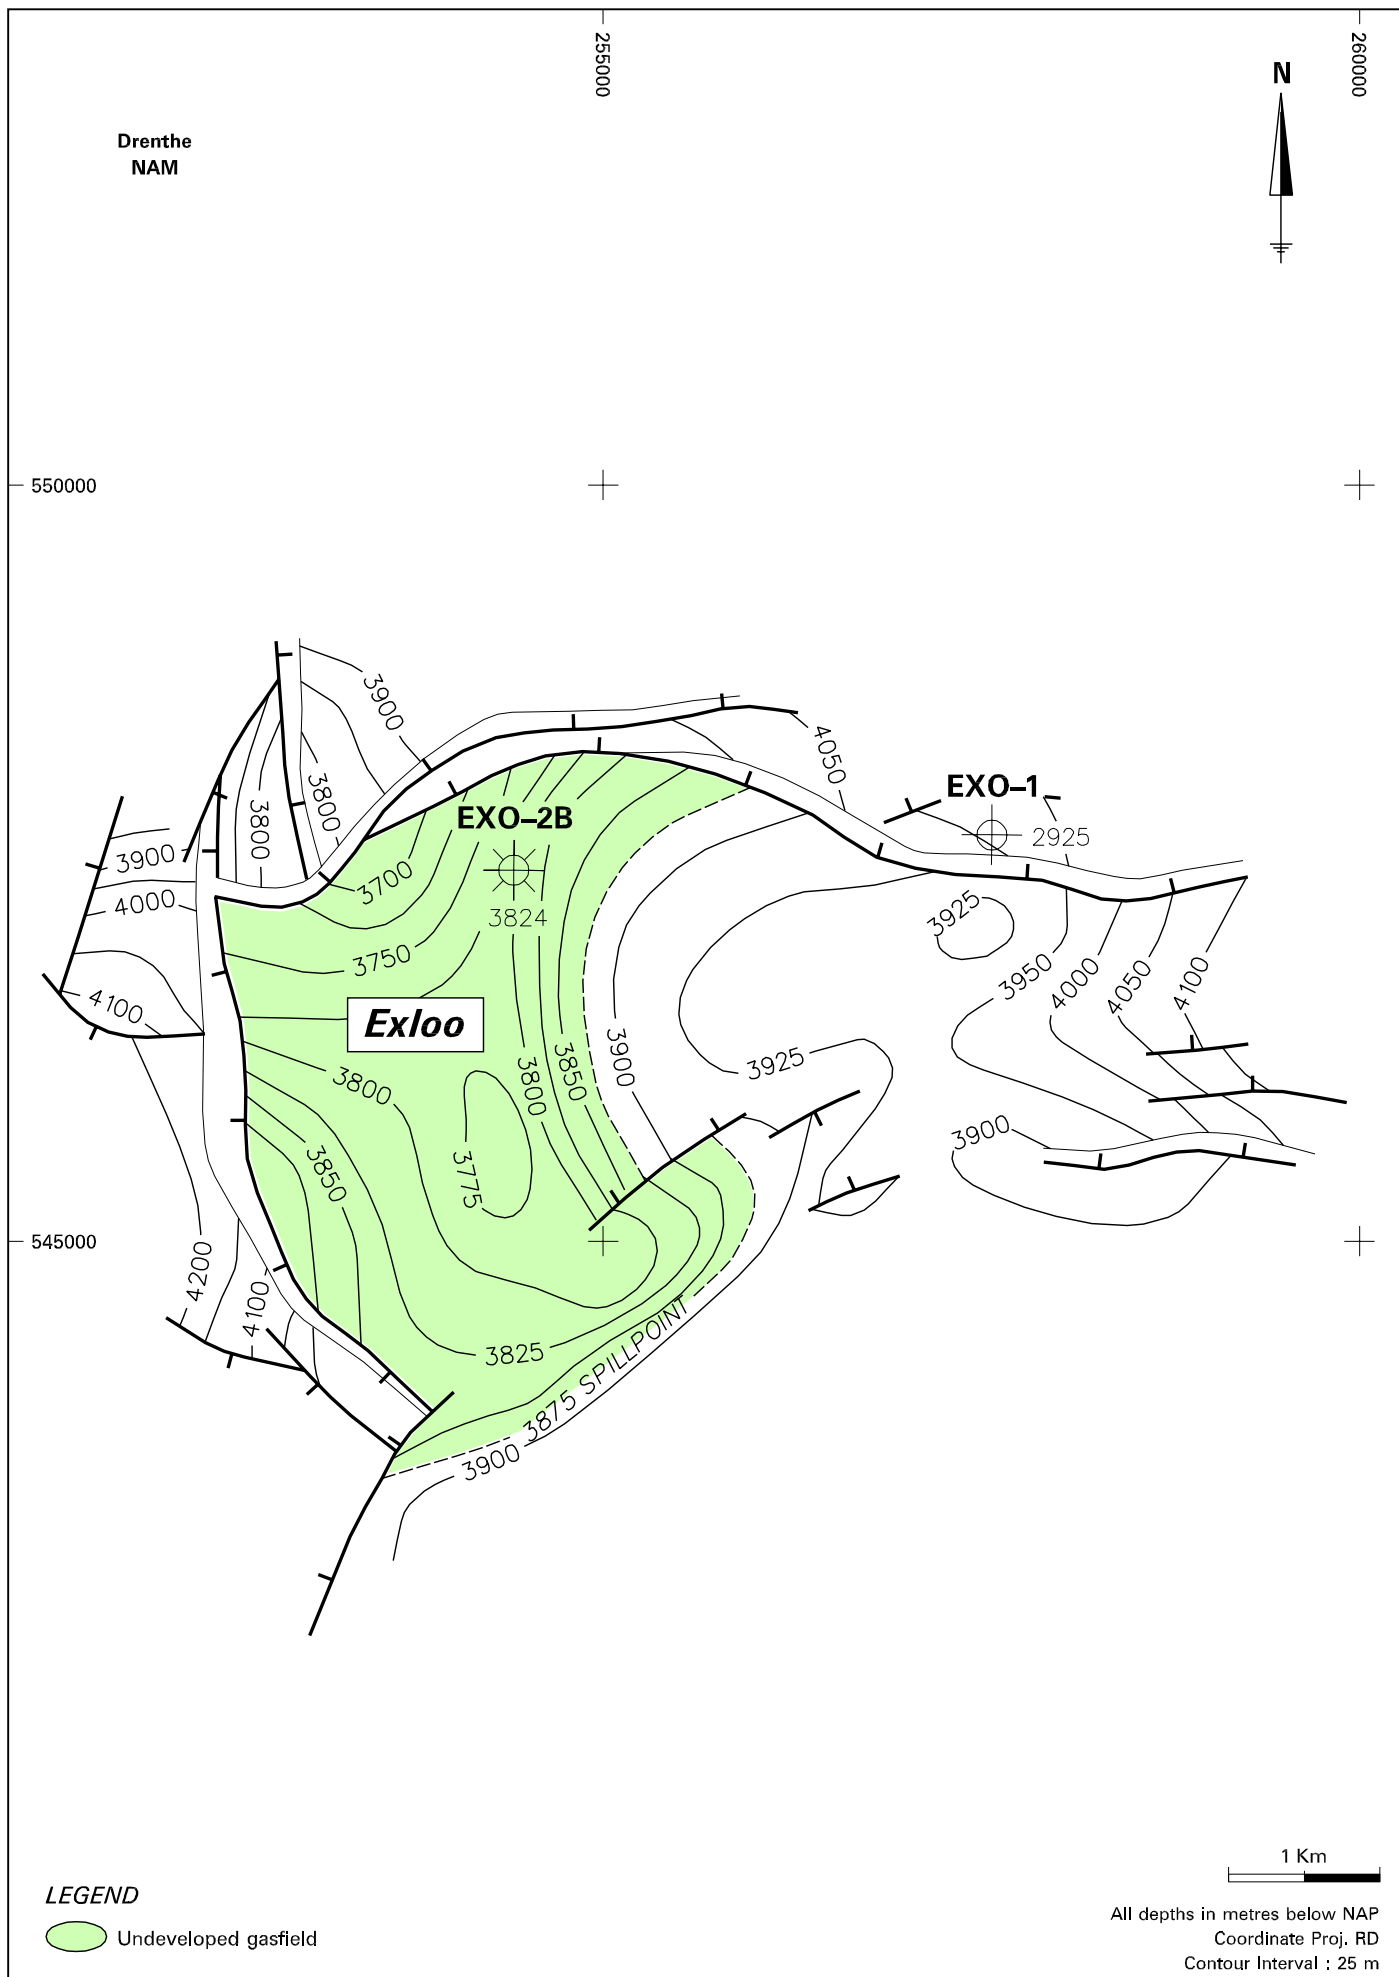 255000
260000
N
Drenthe
NAM
550000
3900
4050
EXO–1
2925
EXO–2B
3800
3800
3900
4000
3700
3824
3925
3750
3950
4000
4050
4100
4100
Exloo
3900
3925
3800
3800
3850
3900
3850
3775
545000
4200
4100
3825
3875 SPILLPOINT
3900
1 Km
LEGEND
Undeveloped gasfield
All depths in metres below NAP
Coordinate Proj. RD
Contour Interval : 25 m